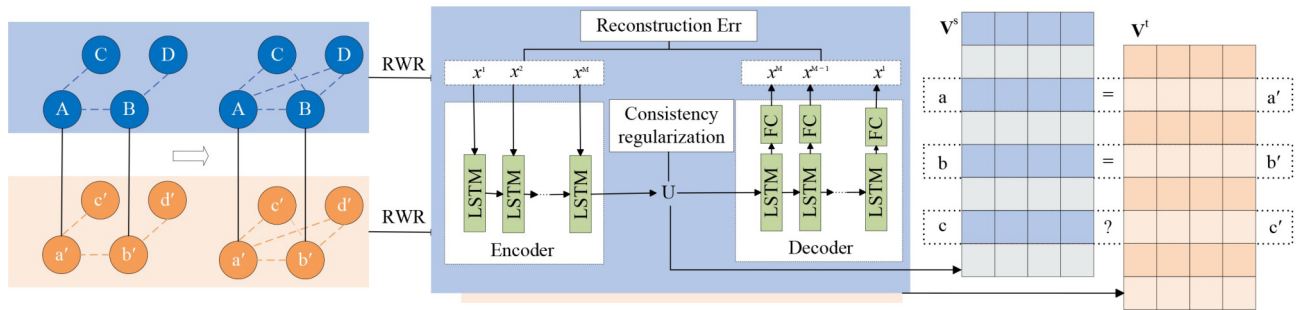 C D C D
A B A B
c′ d′ c′ d′
a′ b′ a′ b′
RWR
RWR
Reconstruction Err
x¹ x² xᴹ
xᴹ xᴹ⁻¹ x¹
Consistency
regularization
FC FC FC
LSTM LSTM LSTM
U
LSTM LSTM LSTM
Encoder
Decoder
Vˢ
Vᵗ
a = a′
b = b′
c ? c′